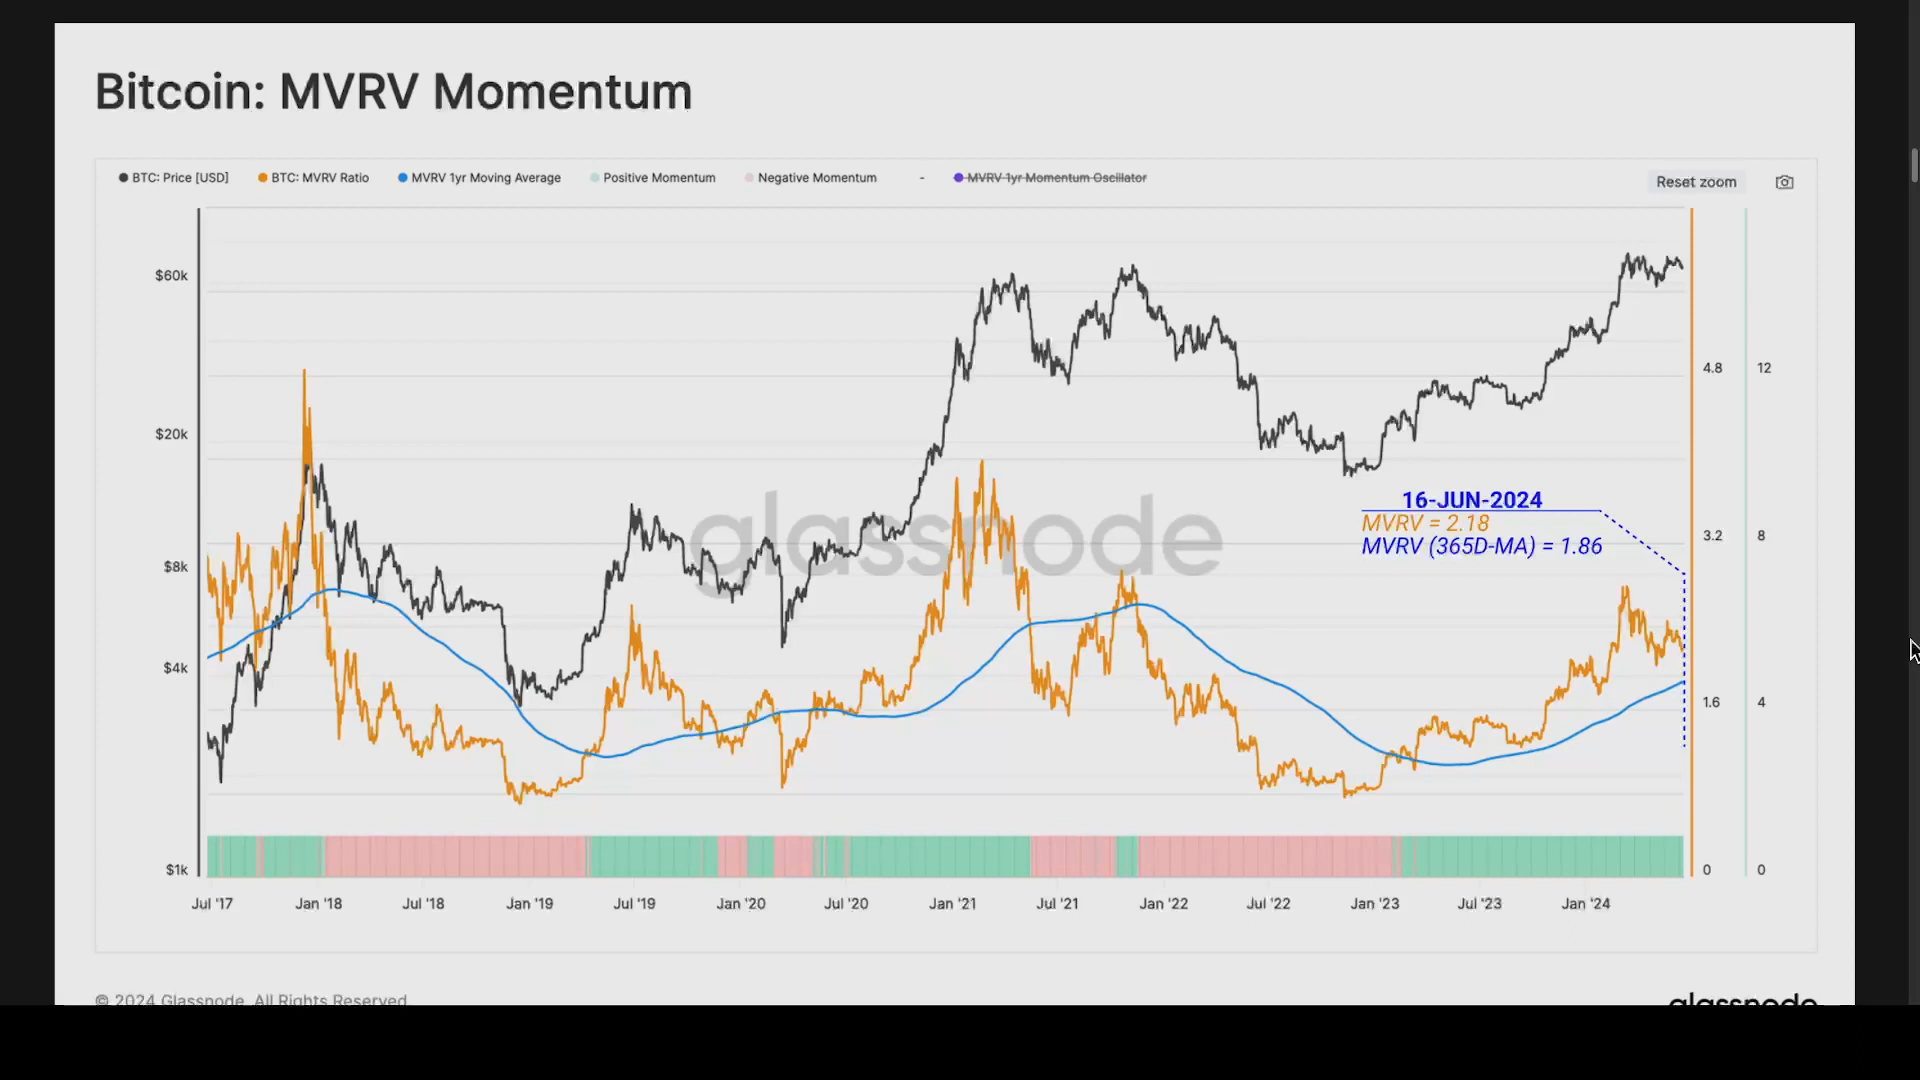 Bitcoin: MVRV Momentum
BTC: Price [USD] BTC: MVRV Ratio MVRV 1yr Moving Average Positive Momentum Negative Momentum - MVRV 1yr Momentum Oscillator
Reset zoom
$60k
$20k
$8k
$4k
$1k
glassnode
16-JUN-2024
MVRV = 2.18
MVRV (365D-MA) = 1.86
4.8 12
3.2 8
1.6 4
0 0
Jul '17 Jan '18 Jul '18 Jan '19 Jul '19 Jan '20 Jul '20 Jan '21 Jul '21 Jan '22 Jul '22 Jan '23 Jul '23 Jan '24
© 2024 Glassnode. All Rights Reserved
glassnode